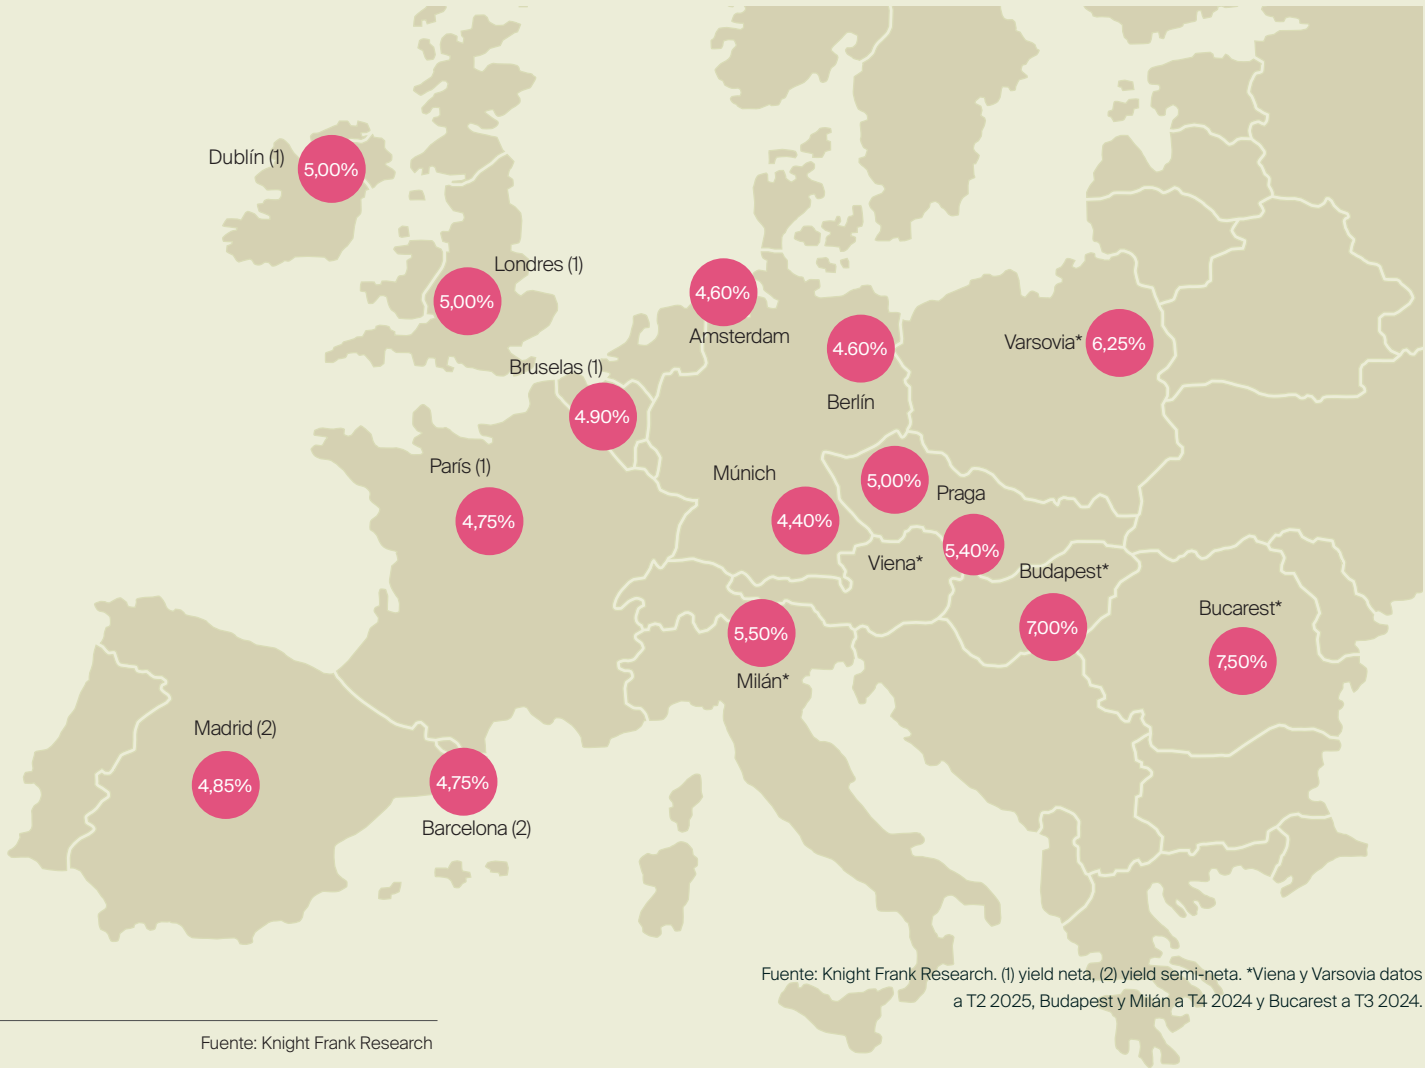 Dublín (1)
5,00%
Londres (1)
5,00%
4,60%
Amsterdam
4.60%
Berlín
Varsovia*
6,25%
Bruselas (1)
4.90%
París (1)
4,75%
Múnich
4,40%
5,00%
Praga
Viena*
5,40%
Budapest*
7,00%
Bucarest*
7,50%
5,50%
Milán*
Madrid (2)
4,85%
4,75%
Barcelona (2)
Fuente: Knight Frank Research. (1) yield neta, (2) yield semi-neta. *Viena y Varsovia datos
a T2 2025, Budapest y Milán a T4 2024 y Bucarest a T3 2024.
Fuente: Knight Frank Research